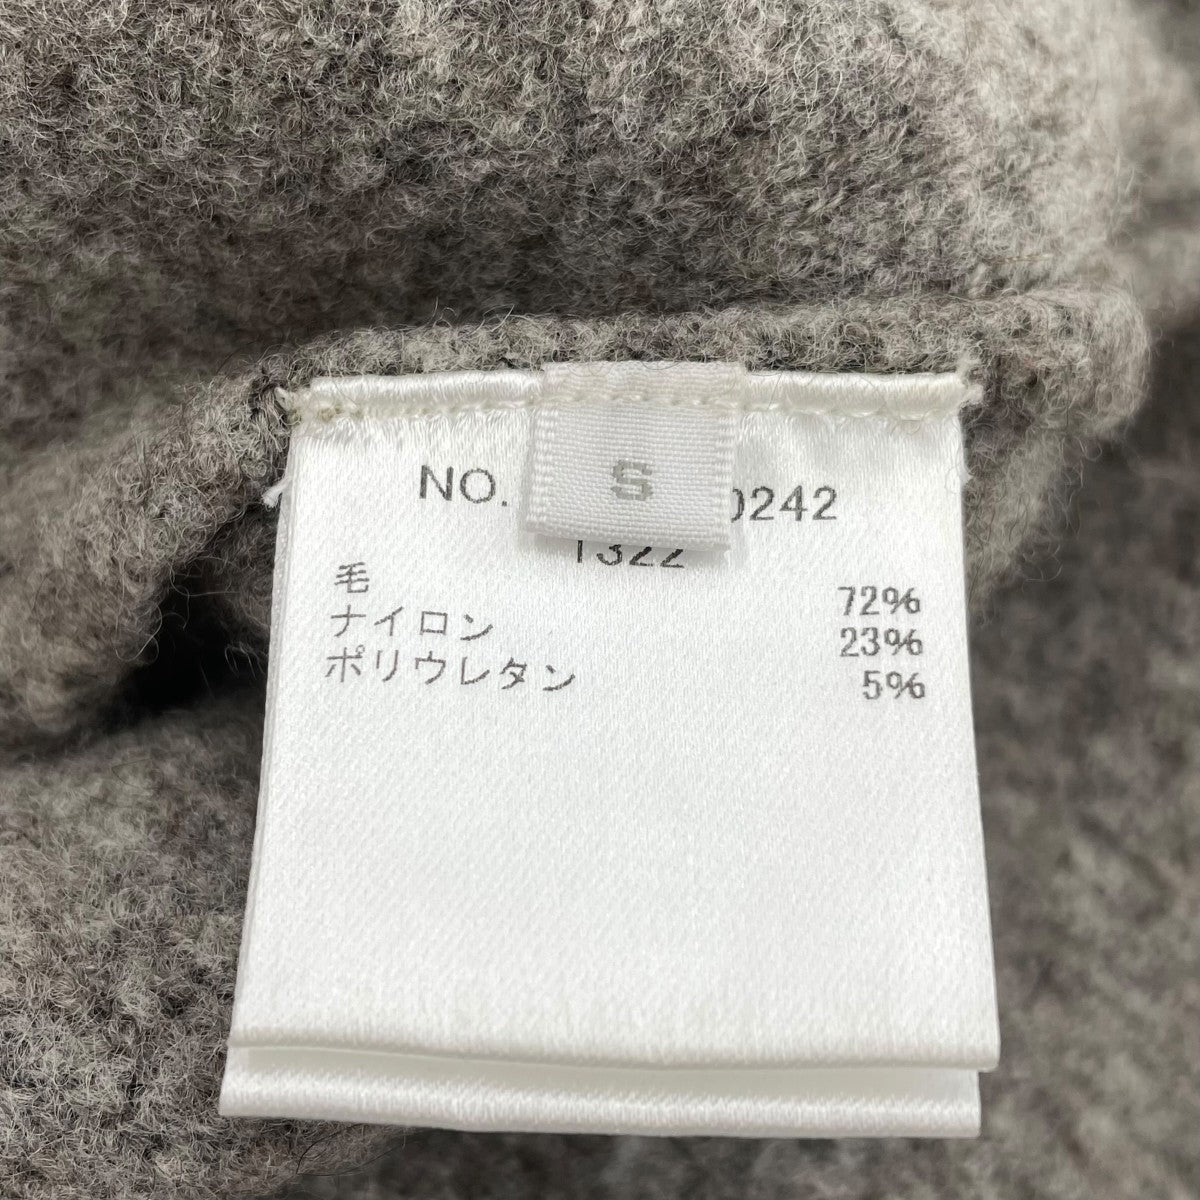 S
NO. 0242
1322
毛 72%
ナイロン 23%
ポリウレタン 5%